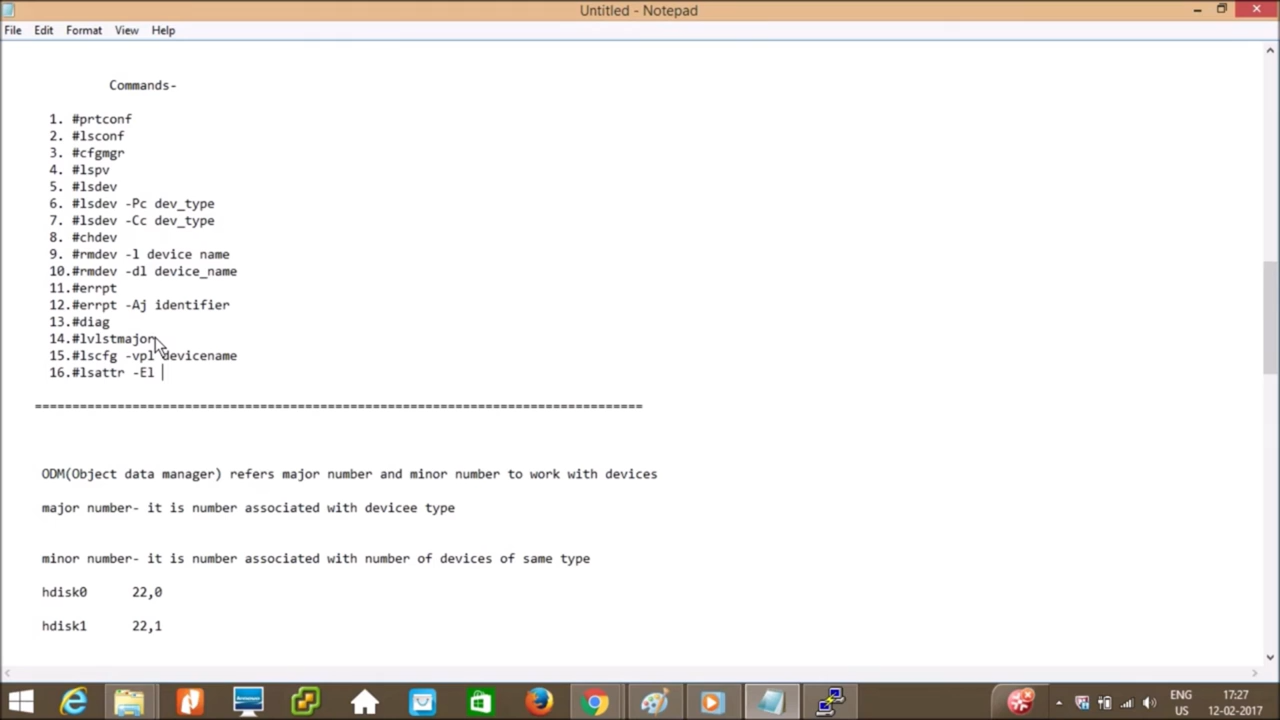 Untitled - Notepad
File Edit Format View Help
Commands-
1. #prtconf
2. #lsconf
3. #cfgmgr
4. #lspv
5. #lsdev
6. #lsdev -Pc dev_type
7. #lsdev -Cc dev_type
8. #chdev
9. #rmdev -l device name
10.#rmdev -dl device_name
11.#errpt
12.#errpt -Aj identifier
13.#diag
14.#lvlstmajor
15.#lscfg -vpl devicename
16.#lsattr -El
=================================================================================
ODM(Object data manager) refers major number and minor number to work with devices
major number- it is number associated with devicee type
minor number- it is number associated with number of devices of same type
hdisk0 22,0
hdisk1 22,1
ENG 17:27
US 12-02-2017